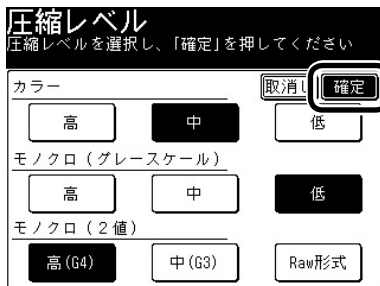 圧縮レベル
圧縮レベルを選択し、「確定」を押してください
カラー 取消し 確定
高 中 低
モノクロ(グレースケール)
高 中 低
モノクロ(2値)
高(G4) 中(G3) Raw形式